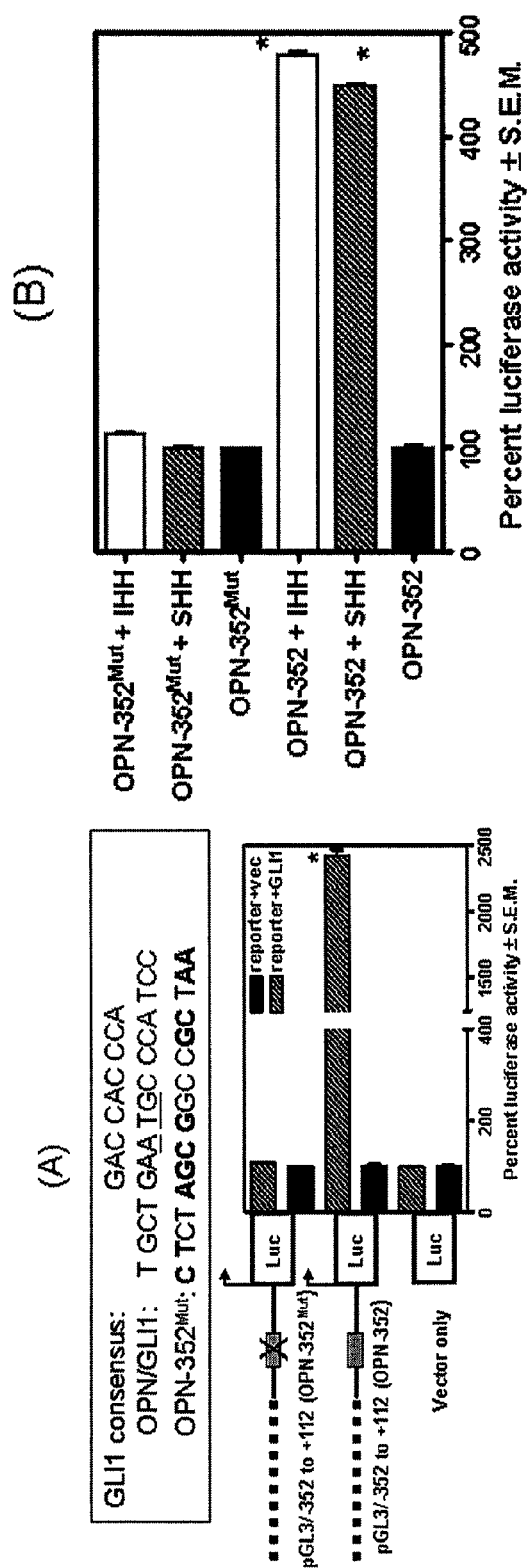 (A)
GLI1 consensus: GAC CAC CCA
OPN/GLI1: T GCT GAA TGC CCA TCC
OPN-352Mut: C TCT AGC GGC CGC TAA
reporter+vec
reporter+GLI1
*
Luc
Luc
Luc
pGL3/-352 to +112 (OPN-352Mut)
pGL3/-352 to +112 (OPN-352)
Vector only
0 200 400 1500 2000 2500
Percent luciferase activity ± S.E.M.
(B)
OPN-352Mut + IHH
OPN-352Mut + SHH
OPN-352Mut
OPN-352 + IHH
OPN-352 + SHH
OPN-352
*
*
0 100 200 300 400 500
Percent luciferase activity ± S.E.M.